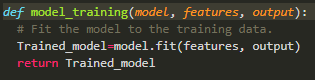 def model_training(model, features, output):
  # Fit the model to the training data.
  Trained_model=model.fit(features, output)
  return Trained_model